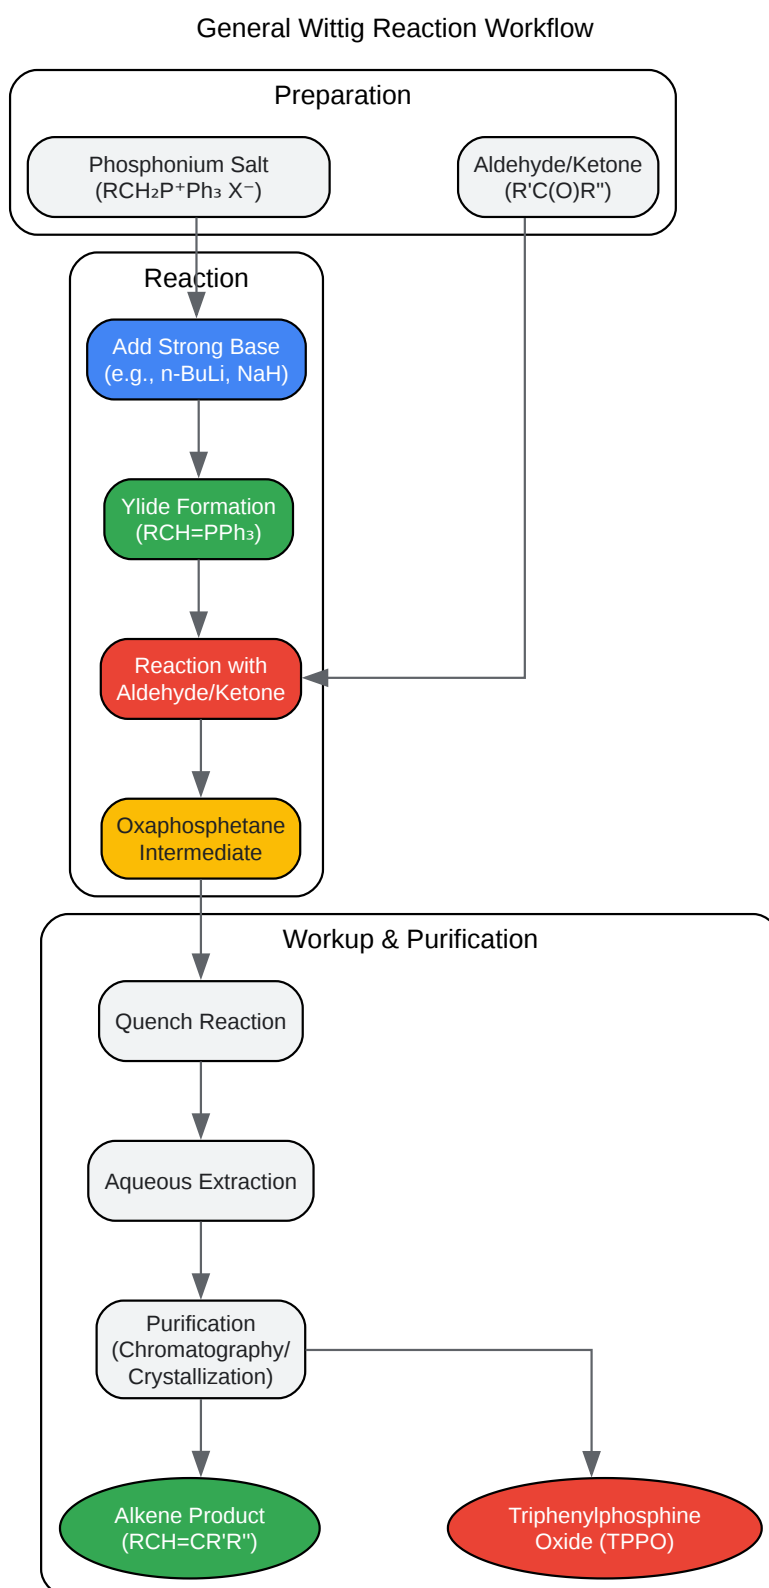 General Wittig Reaction Workflow
Preparation
Phosphonium Salt
(RCH₂P⁺Ph₃ X⁻)
Aldehyde/Ketone
(R'C(O)R")
Reaction
Add Strong Base
(e.g., n-BuLi, NaH)
Ylide Formation
(RCH=PPh₃)
Reaction with
Aldehyde/Ketone
Oxaphosphetane
Intermediate
Workup & Purification
Quench Reaction
Aqueous Extraction
Purification
(Chromatography/
Crystallization)
Alkene Product
(RCH=CR'R")
Triphenylphosphine
Oxide (TPPO)